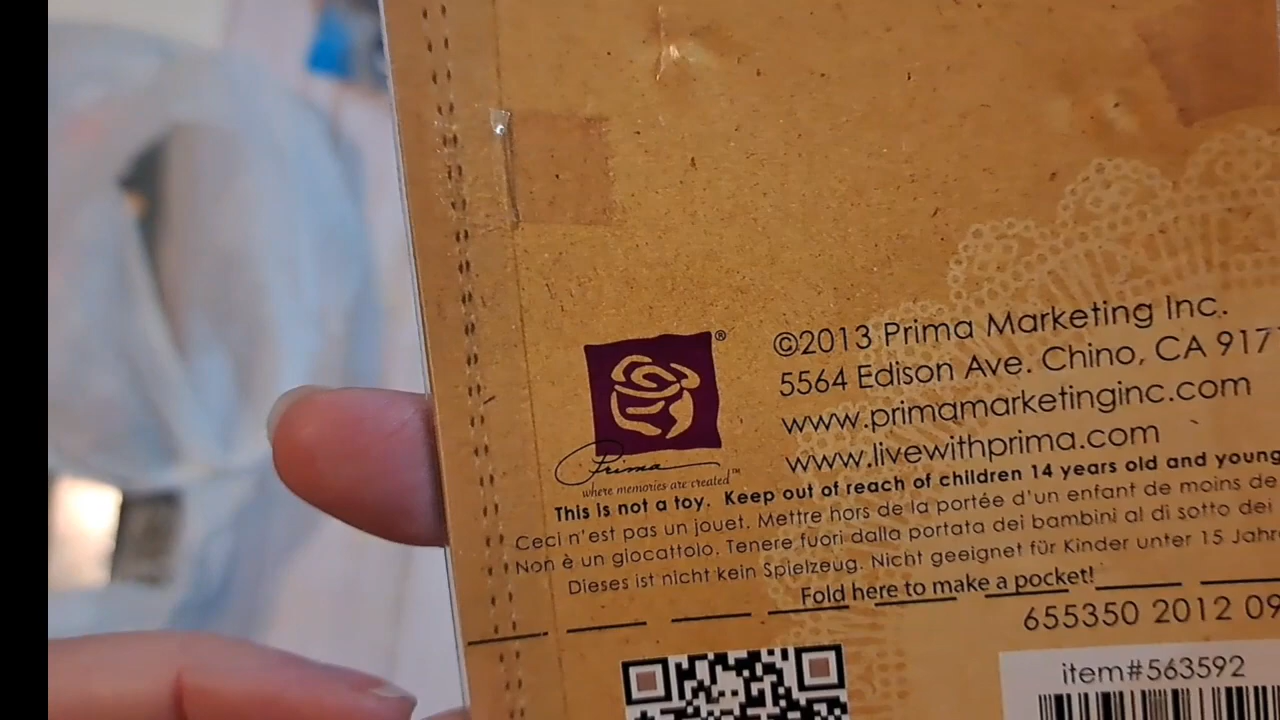 ©2013 Prima Marketing Inc.
5564 Edison Ave. Chino, CA 917
www.primamarketinginc.com
www.livewithprima.com
®
Prima
where memories are created™
This is not a toy. Keep out of reach of children 14 years old and young
Ceci n'est pas un jouet. Mettre hors de la portée d'un enfant de moins de
Non è un giocattolo. Tenere fuori dalla portata dei bambini al di sotto dei
Dieses ist nicht kein Spielzeug. Nicht geeignet für Kinder unter 15 Jahr
Fold here to make a pocket!
655350 2012 09
item#563592